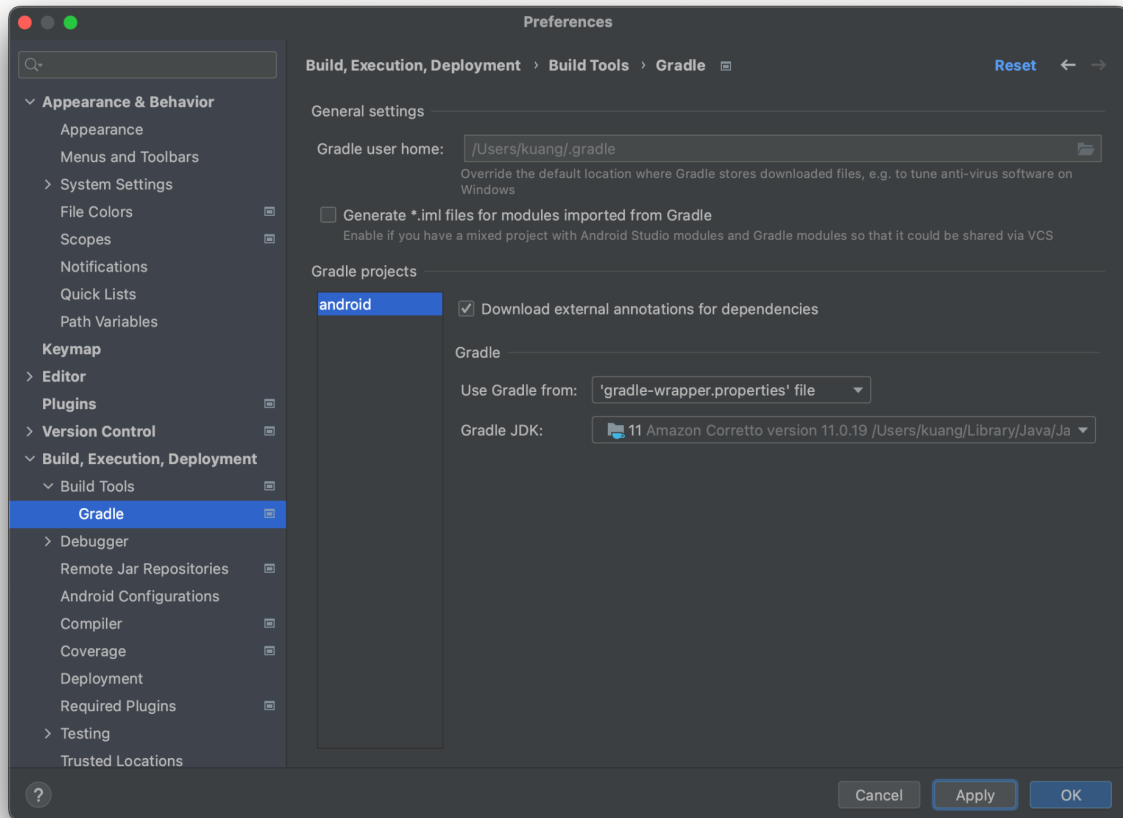 Preferences
Appearance & Behavior
Appearance
Menus and Toolbars
System Settings
File Colors
Scopes
Notifications
Quick Lists
Path Variables
Keymap
Editor
Plugins
Version Control
Build, Execution, Deployment
Build Tools
Gradle
Debugger
Remote Jar Repositories
Android Configurations
Compiler
Coverage
Deployment
Required Plugins
Testing
Trusted Locations
Build, Execution, Deployment › Build Tools › Gradle
Reset
General settings
Gradle user home: /Users/kuang/.gradle
Override the default location where Gradle stores downloaded files, e.g. to tune anti-virus software on
Windows
Generate *.iml files for modules imported from Gradle
Enable if you have a mixed project with Android Studio modules and Gradle modules so that it could be shared via VCS
Gradle projects
android
Download external annotations for dependencies
Gradle
Use Gradle from: 'gradle-wrapper.properties' file
Gradle JDK: 11 Amazon Corretto version 11.0.19 /Users/kuang/Library/Java/Ja
? Cancel Apply OK